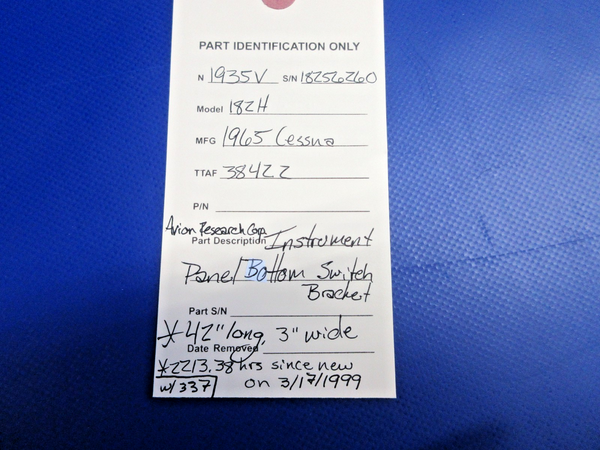 PART IDENTIFICATION ONLY
N 1935V S/N 18256260
Model 182H
MFG 1965 Cessna
TTAF 3842.2
P/N
Avion Research Corp.
Part Description Instrument
Panel Bottom Switch
Bracket
Part S/N
* 42" long, 3" wide
Date Removed
* 2213.38 hrs since new
w/ 337 on 3/17/1999